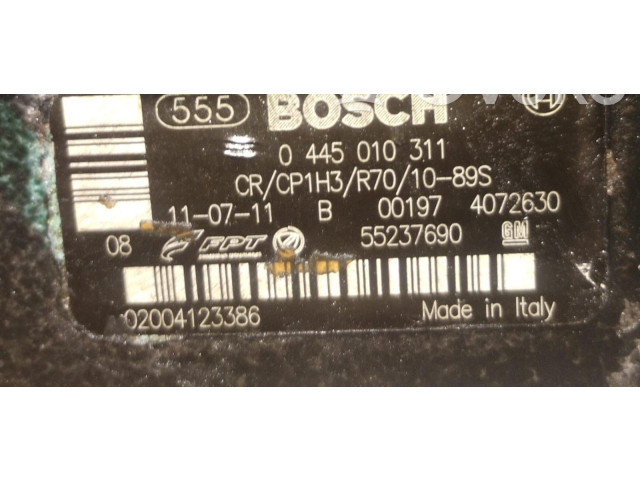 555 BOSCH
0 445 010 311
CR/CP1H3/R70/10-89S
11-07-11 B 00197 4072630
08 FPT 55237690 GM
02004123386 Made in Italy